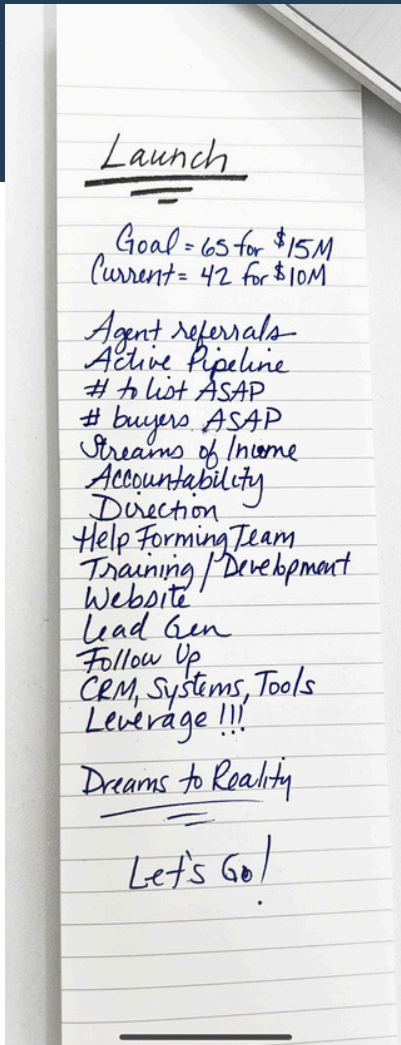 Launch
Goal = 65 for $15M
Current = 42 for $10M
Agent referrals
Active Pipeline
# to list ASAP
# buyers ASAP
Streams of Income
Accountability
Direction
Help Forming Team
Training / Development
Website
Lead Gen
Follow Up
CRM, Systems, Tools
Leverage !!!
Dreams to Reality
Let's Go!